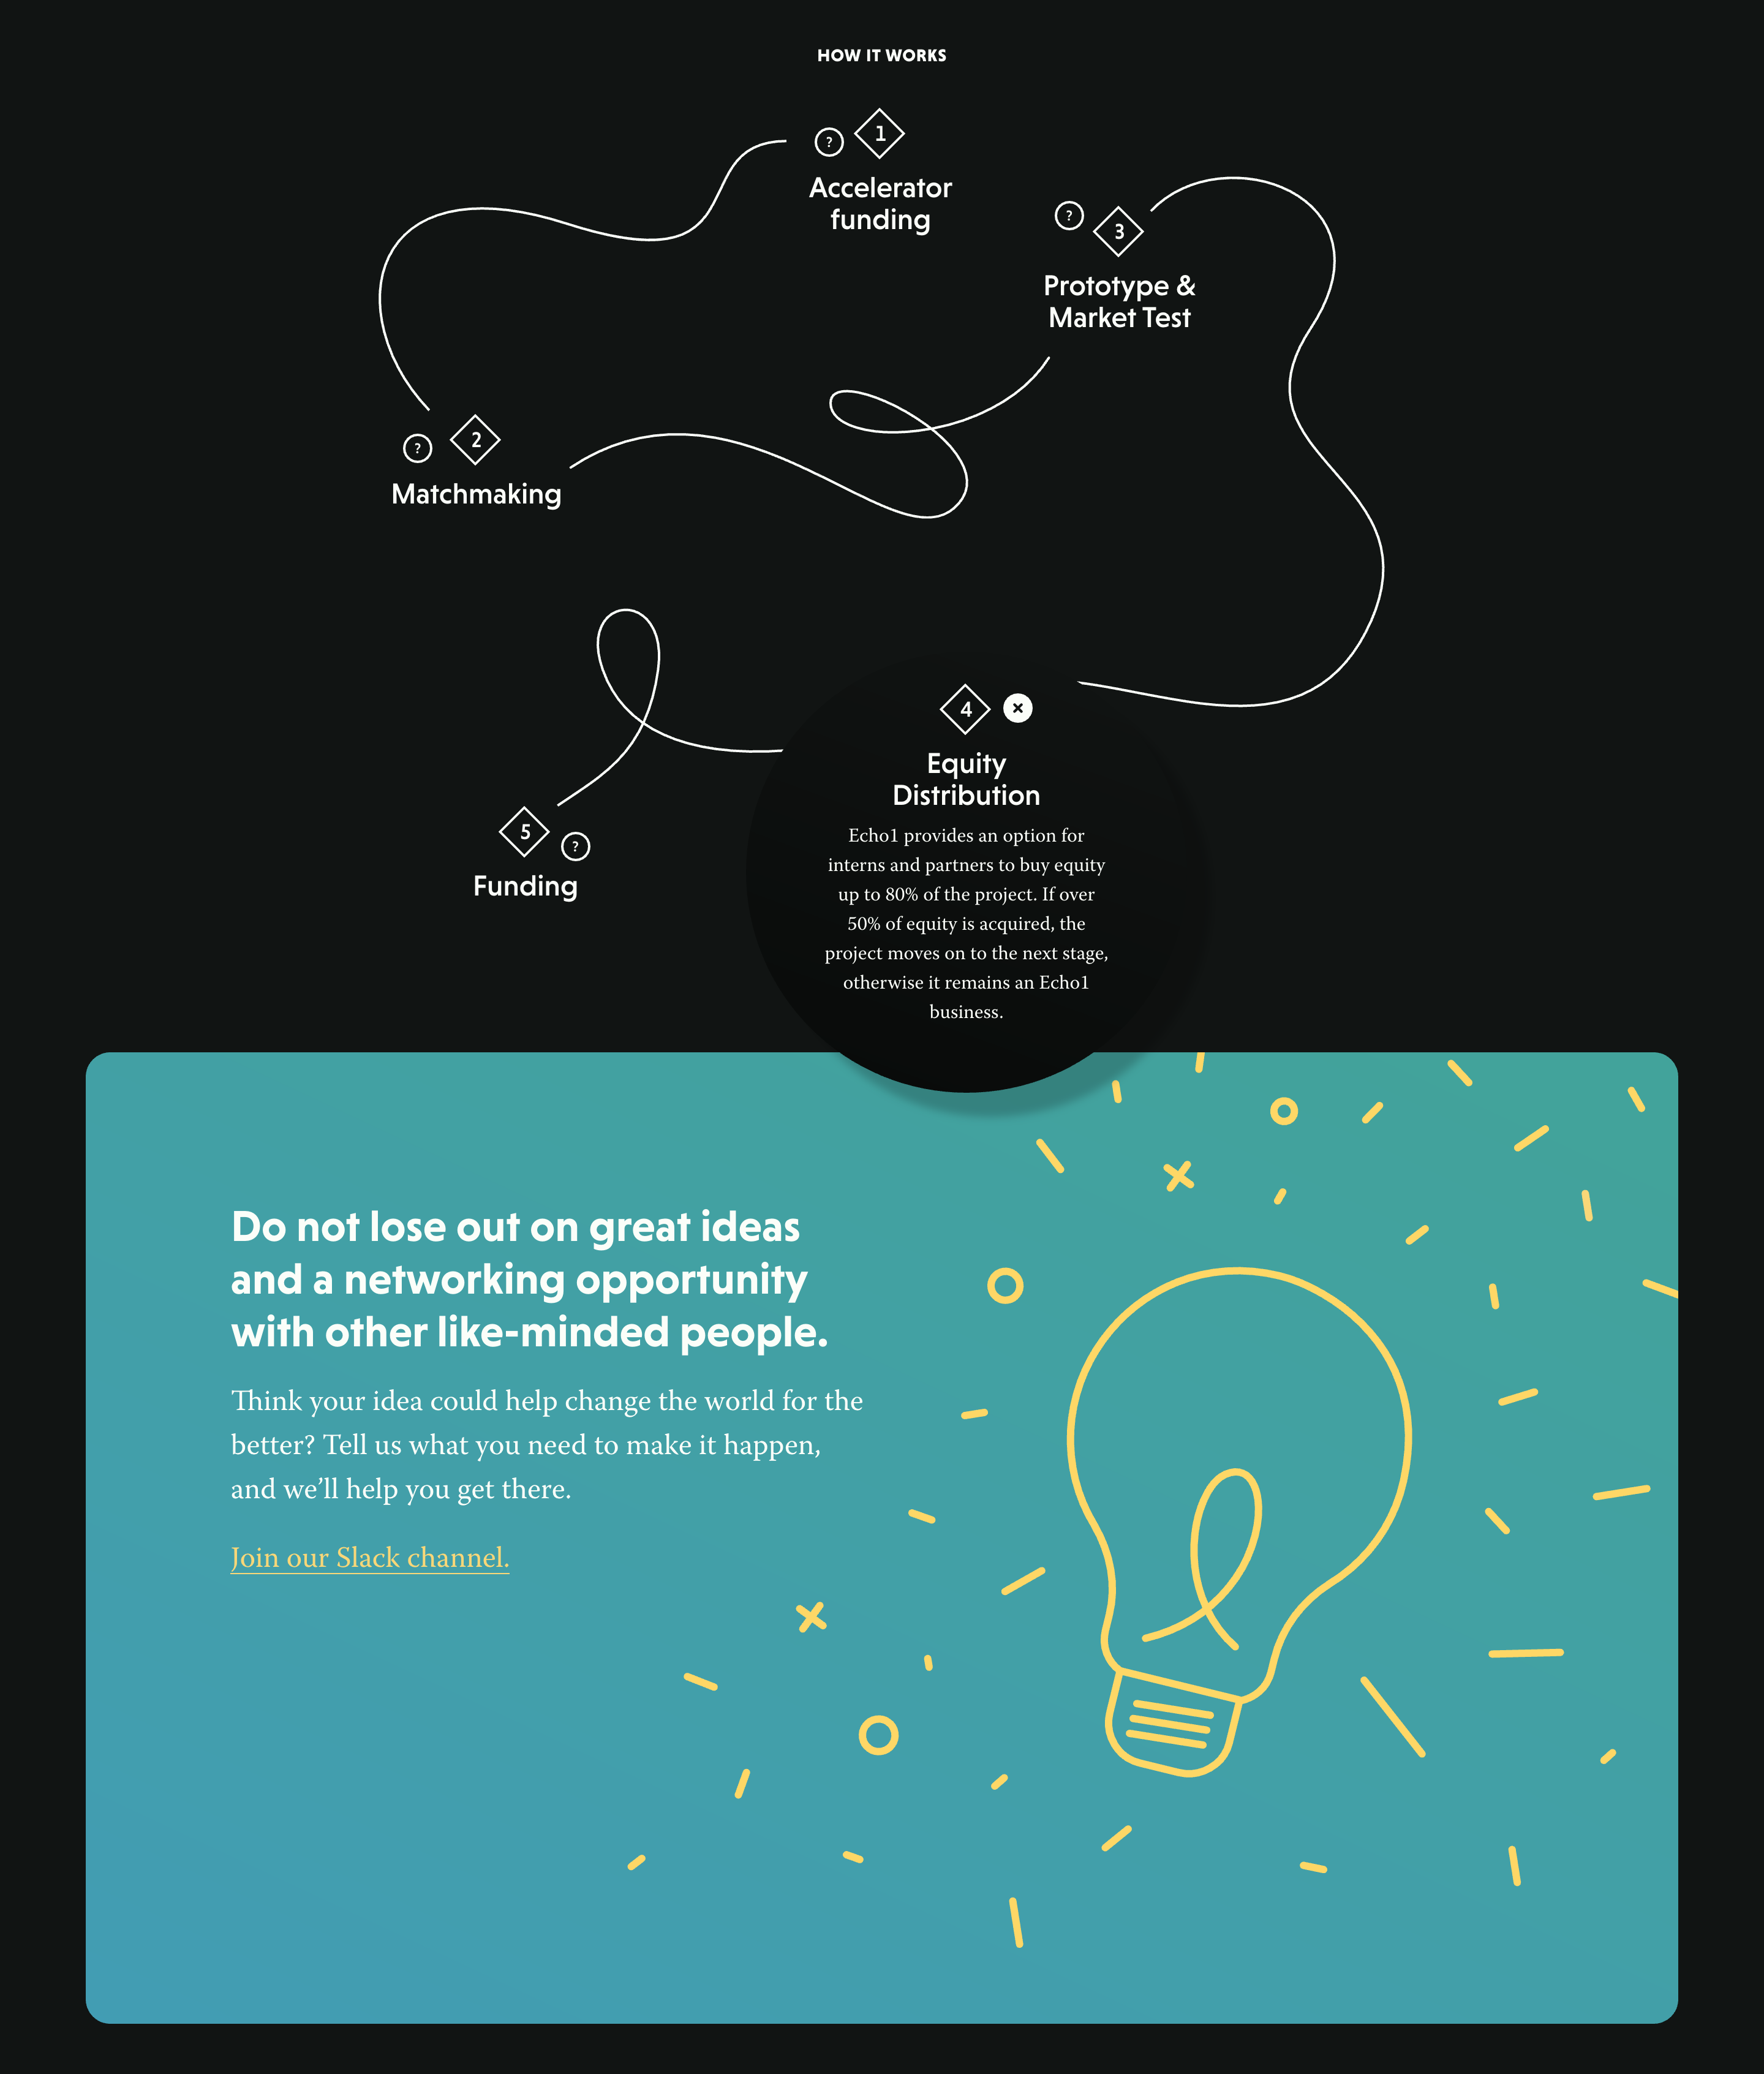 HOW IT WORKS
? 1
Accelerator
funding
? 3
Prototype &
Market Test
? 2
Matchmaking
4
Equity
Distribution
Echo1 provides an option for
interns and partners to buy equity
up to 80% of the project. If over
50% of equity is acquired, the
project moves on to the next stage,
otherwise it remains an Echo1
business.
5 ?
Funding
Do not lose out on great ideas
and a networking opportunity
with other like-minded people.
Think your idea could help change the world for the
better? Tell us what you need to make it happen,
and we’ll help you get there.
Join our Slack channel.